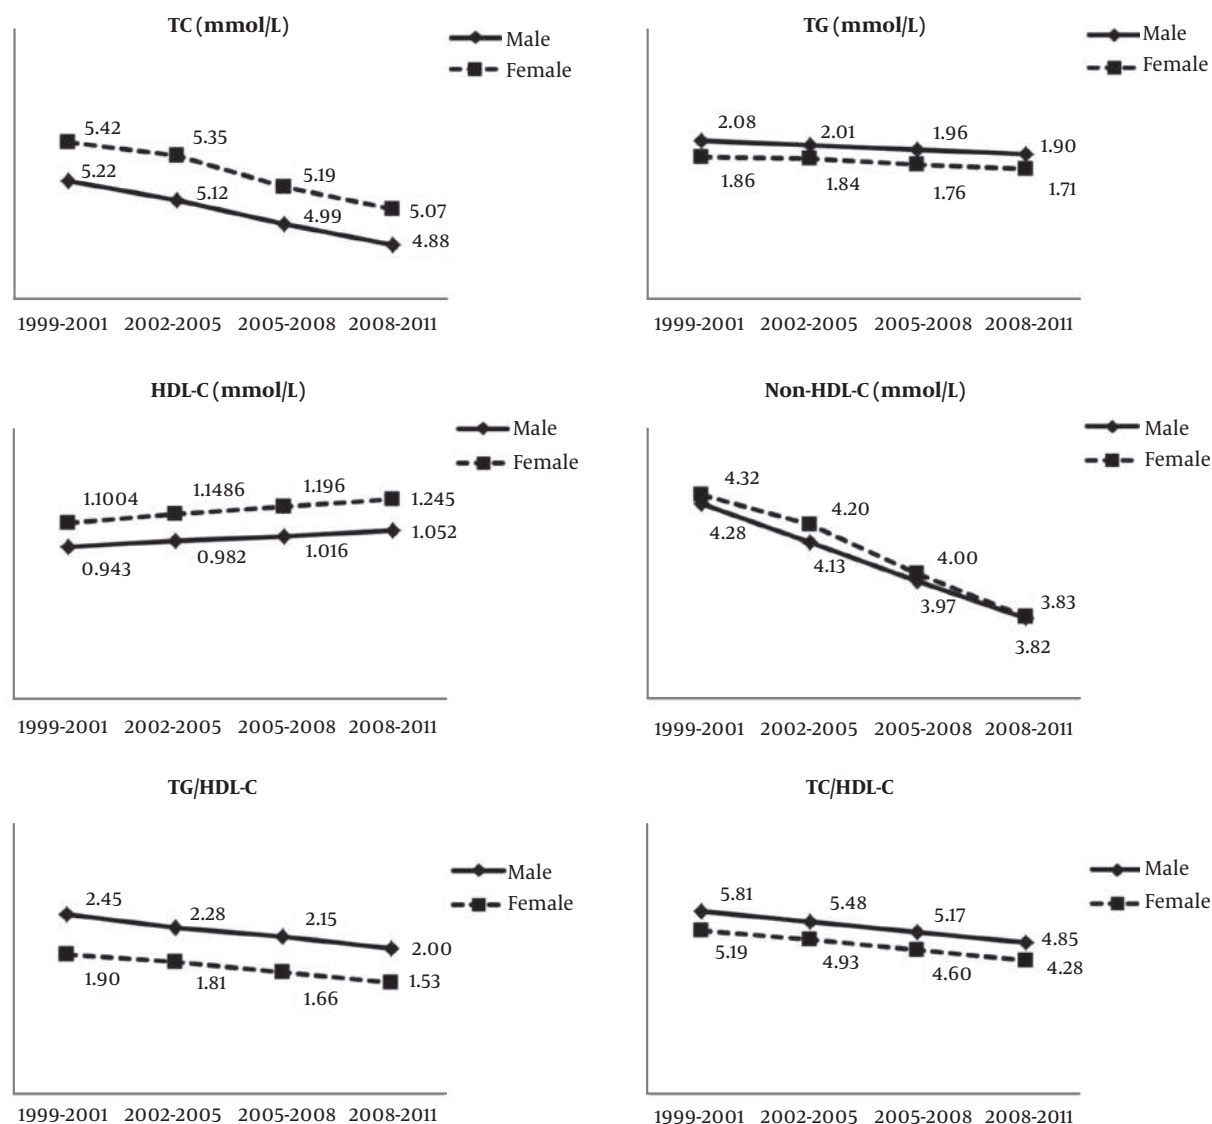 TC (mmol/L)
Male
Female
5.42
5.35
5.19
5.07
5.22
5.12
4.99
4.88
1999-2001 2002-2005 2005-2008 2008-2011
TG (mmol/L)
Male
Female
2.08
2.01
1.96
1.90
1.86
1.84
1.76
1.71
1999-2001 2002-2005 2005-2008 2008-2011
HDL-C (mmol/L)
Male
Female
1.1004
1.1486
1.196
1.245
0.943
0.982
1.016
1.052
1999-2001 2002-2005 2005-2008 2008-2011
Non-HDL-C (mmol/L)
Male
Female
4.32
4.20
4.00
3.83
4.28
4.13
3.97
3.82
1999-2001 2002-2005 2005-2008 2008-2011
TG/HDL-C
Male
Female
2.45
2.28
2.15
2.00
1.90
1.81
1.66
1.53
1999-2001 2002-2005 2005-2008 2008-2011
TC/HDL-C
Male
Female
5.81
5.48
5.17
4.85
5.19
4.93
4.60
4.28
1999-2001 2002-2005 2005-2008 2008-2011